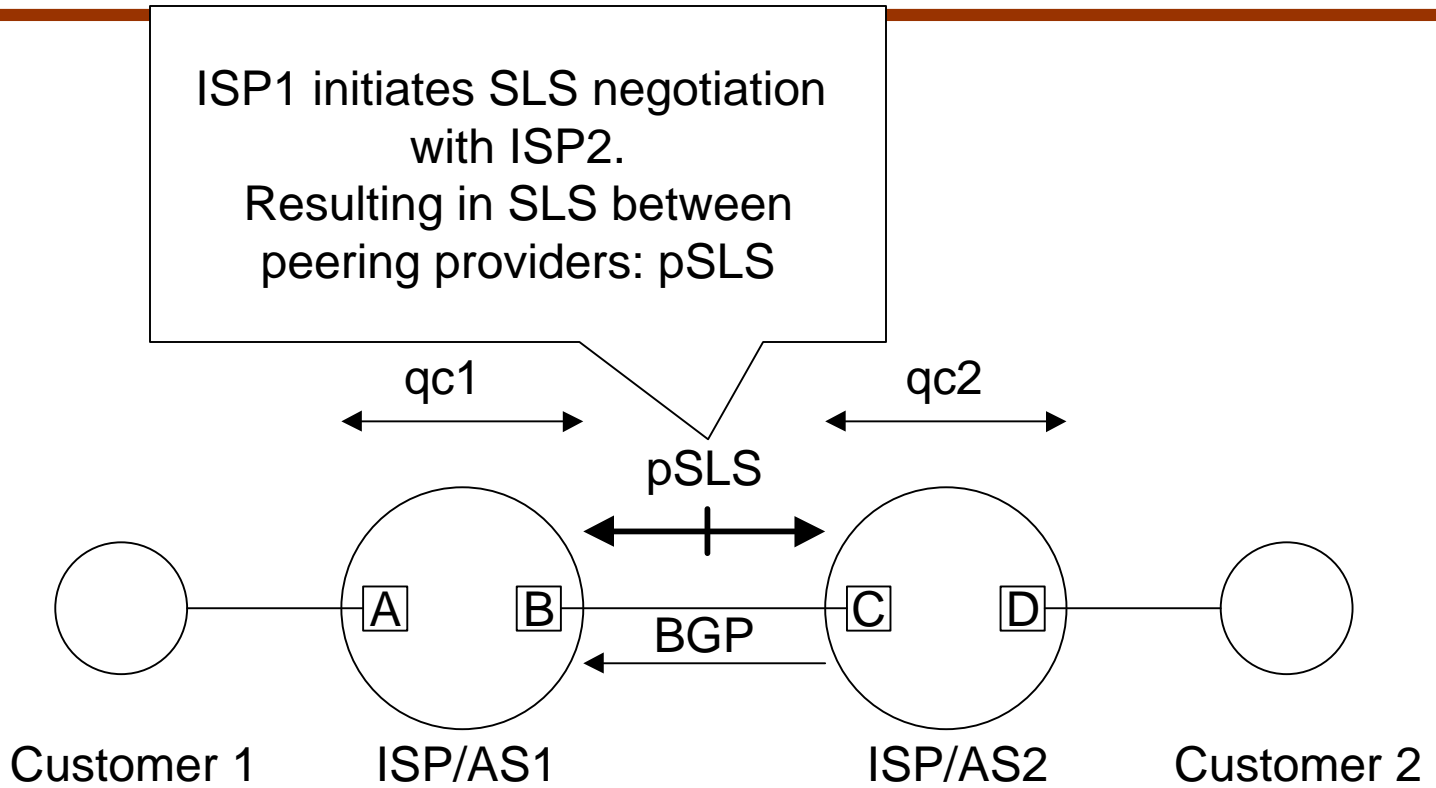 ISP1 initiates SLS negotiation
with ISP2.
Resulting in SLS between
peering providers: pSLS
qc1
qc2
pSLS
A
B
C
D
BGP
Customer 1
ISP/AS1
ISP/AS2
Customer 2